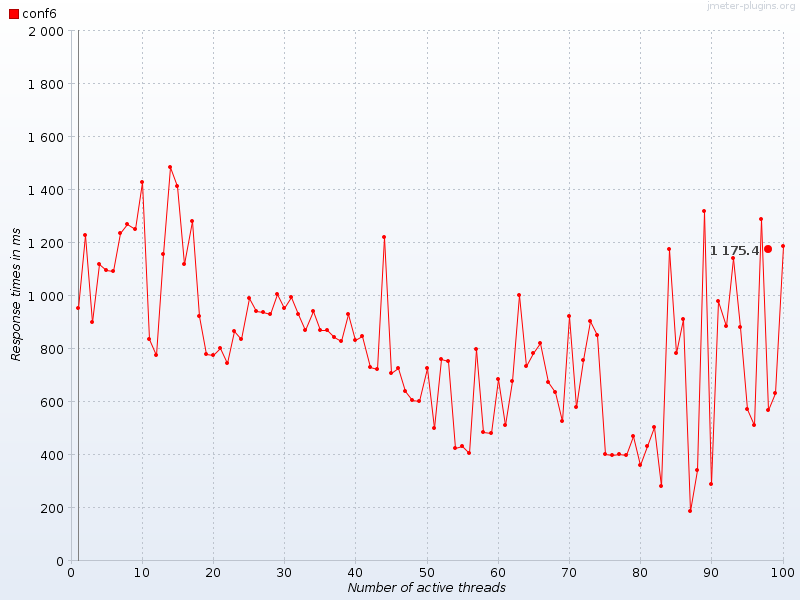 jmeter-plugins.org
conf6
2 000
1 800
1 600
1 400
1 200
1 000
800
600
400
200
0
Response times in ms
1 175.4
0 10 20 30 40 50 60 70 80 90 100
Number of active threads